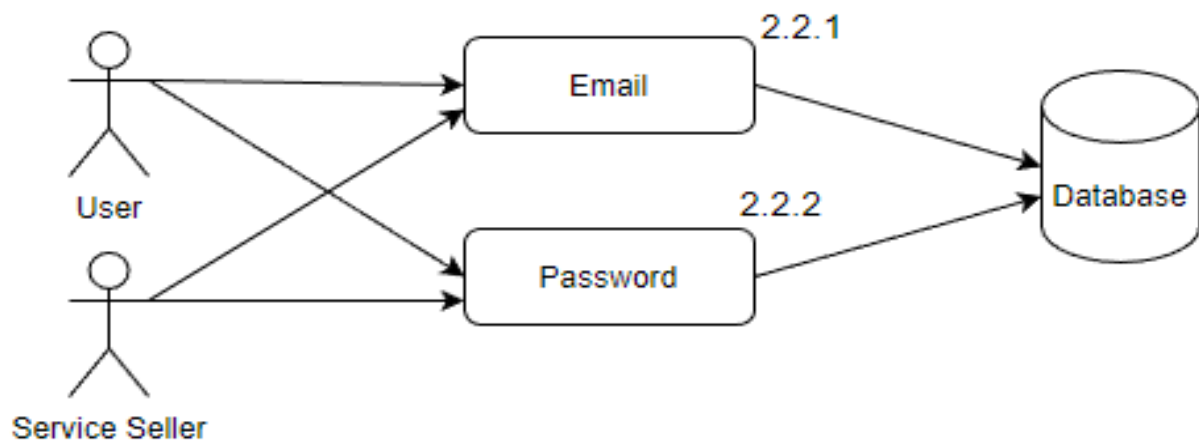 2.2.1
Email
User
Database
2.2.2
Password
Service Seller